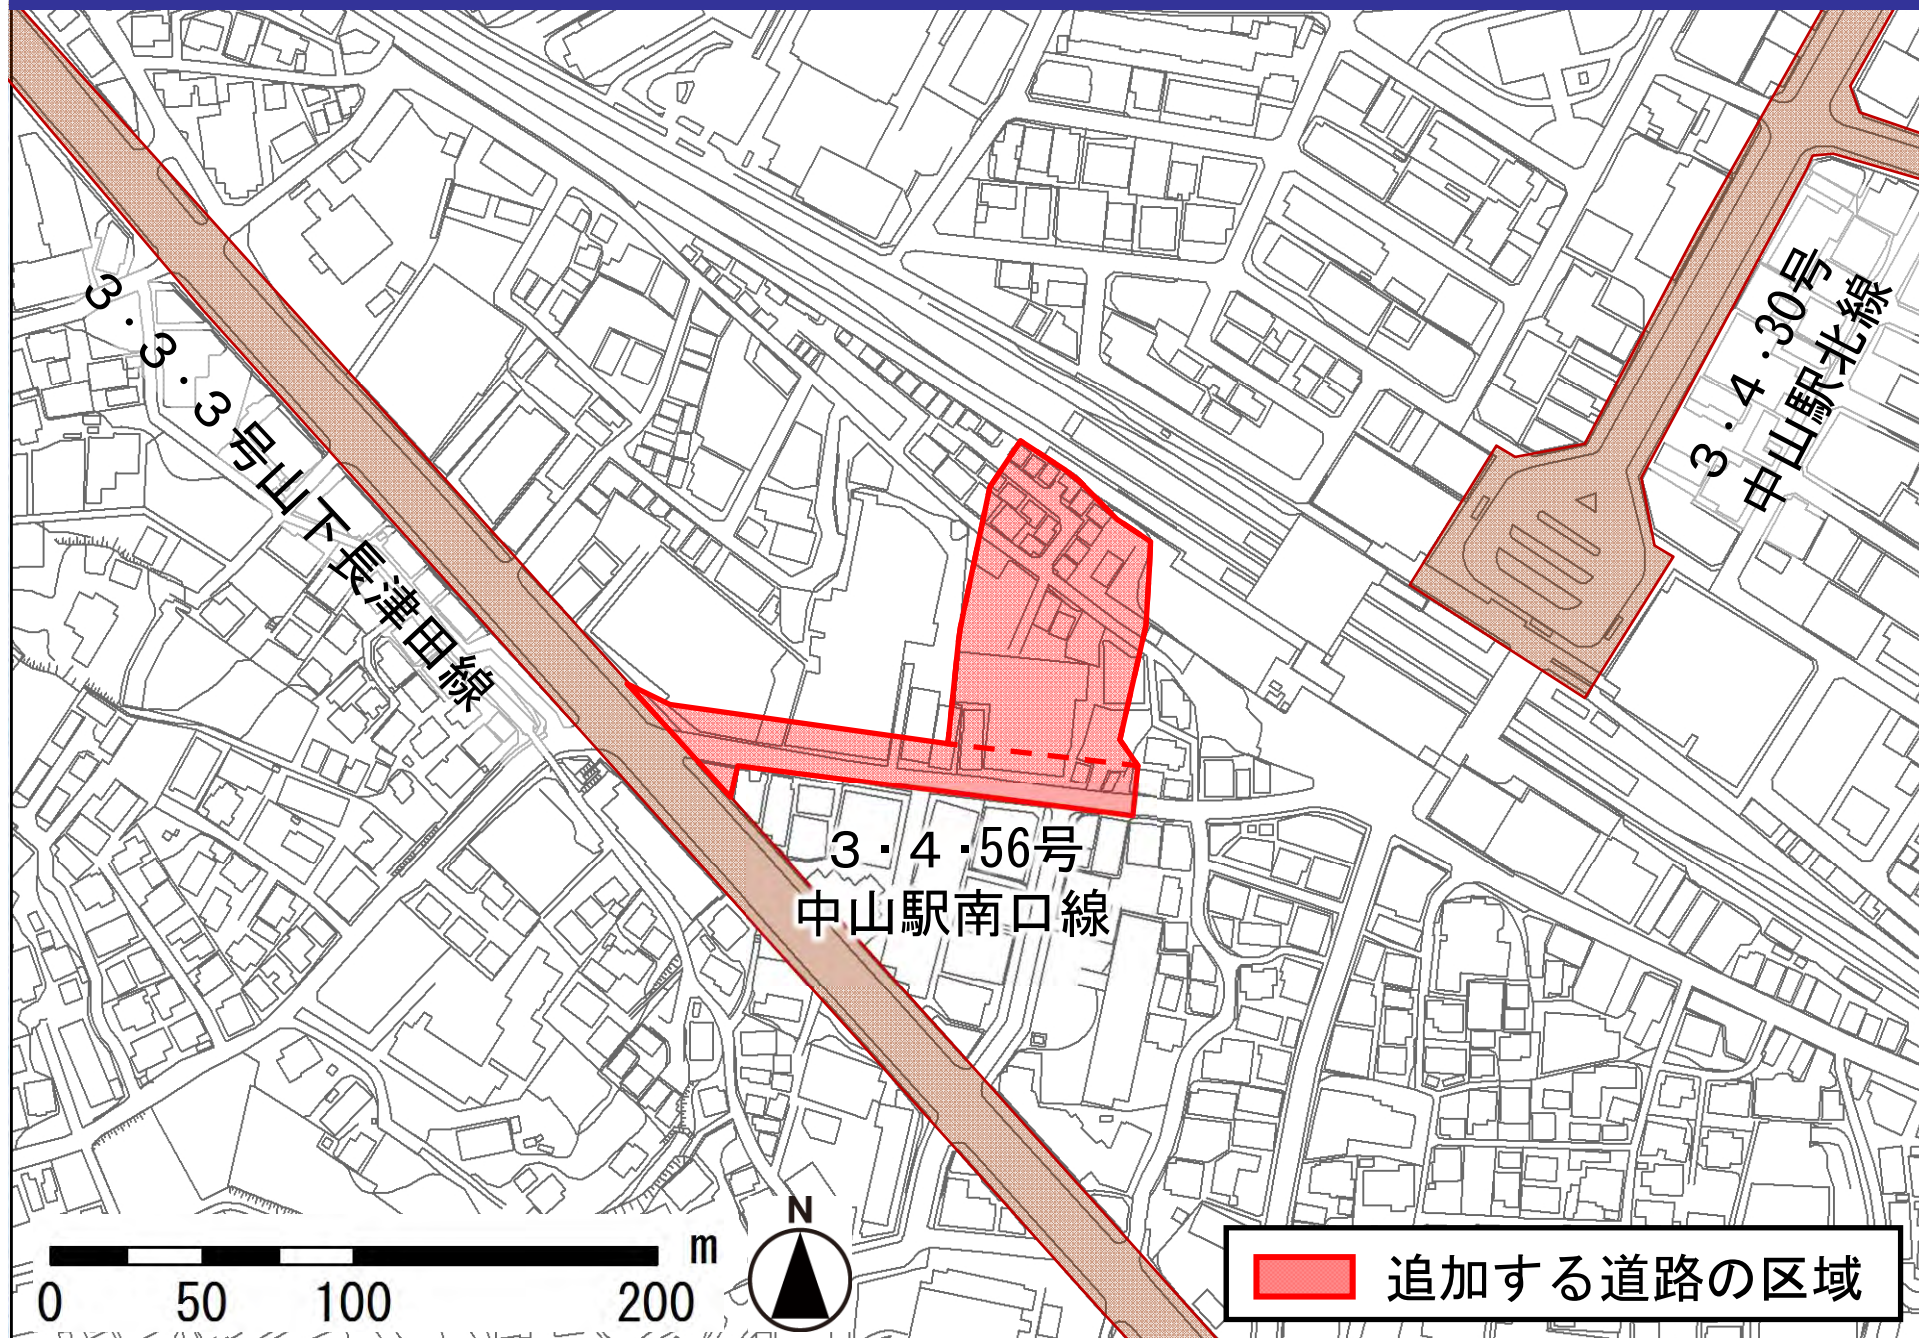 3・3・3号山下長津田線
3・4・30号
中山駅北線
3・4・56号
中山駅南口線
m
0 50 100 200
N
追加する道路の区域